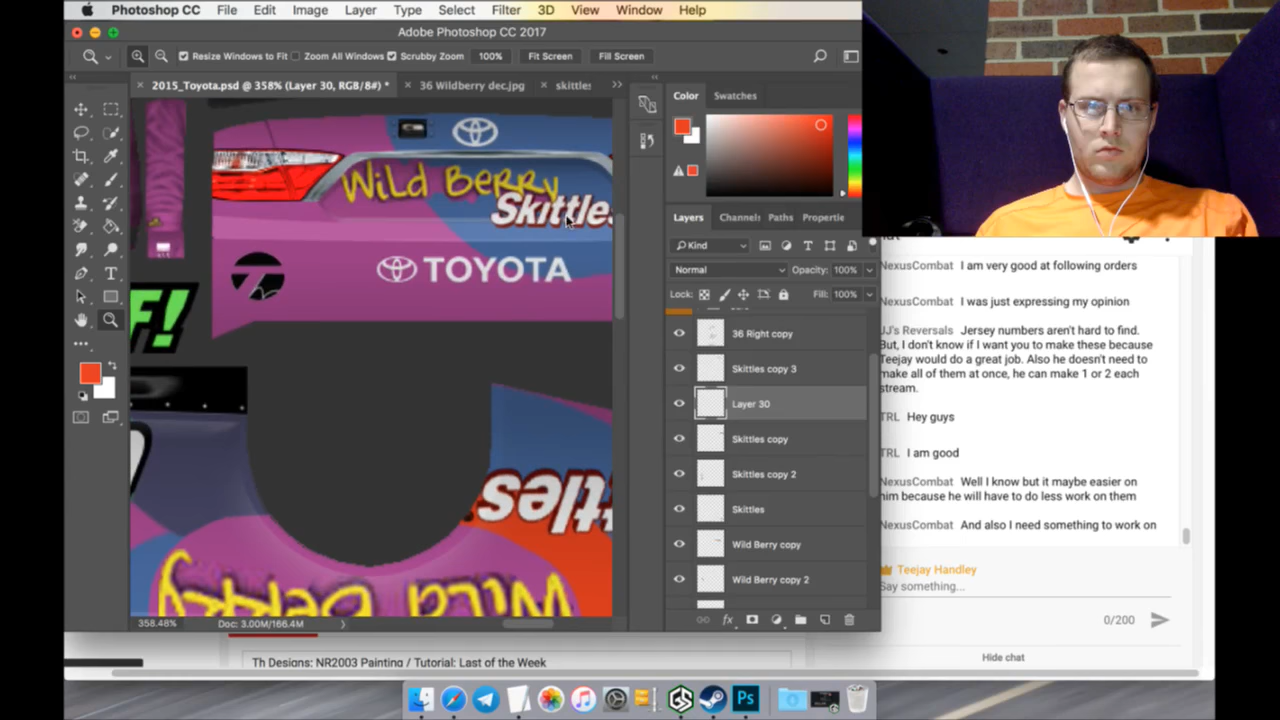 Photoshop CC File Edit Image Layer Type Select Filter 3D View Window Help
Adobe Photoshop CC 2017
Resize Windows to Fit Zoom All Windows Scrubby Zoom 100% Fit Screen Fill Screen
2015_Toyota.psd @ 358% (Layer 30, RGB/8#) * 36 Wildberry dec.jpg skittles
Color Swatches
Wild Berry
Skittles
TOYOTA
F!
Skittles
Wild Berry
Layers Channels Paths Properties
Kind
Normal Opacity: 100%
Lock: Fill: 100%
36 Right copy
Skittles copy 3
Layer 30
Skittles copy
Skittles copy 2
Skittles
Wild Berry copy
Wild Berry copy 2
358.48% Doc: 3.00M/166.4M
NexusCombat I am very good at following orders
NexusCombat I was just expressing my opinion
JJ's Reversals Jersey numbers aren't hard to find.
But, I don't know if I want you to make these because
Teejay would do a great job. Also he doesn't need to
make all of them at once, he can make 1 or 2 each
stream.
TRL Hey guys
TRL I am good
NexusCombat Well I know but it maybe easier on
him because he will have to do less work on them
NexusCombat And also I need something to work on
Teejay Handley
Say something...
0/200
Hide chat
Th Designs: NR2003 Painting / Tutorial: Last of the Week
Ps